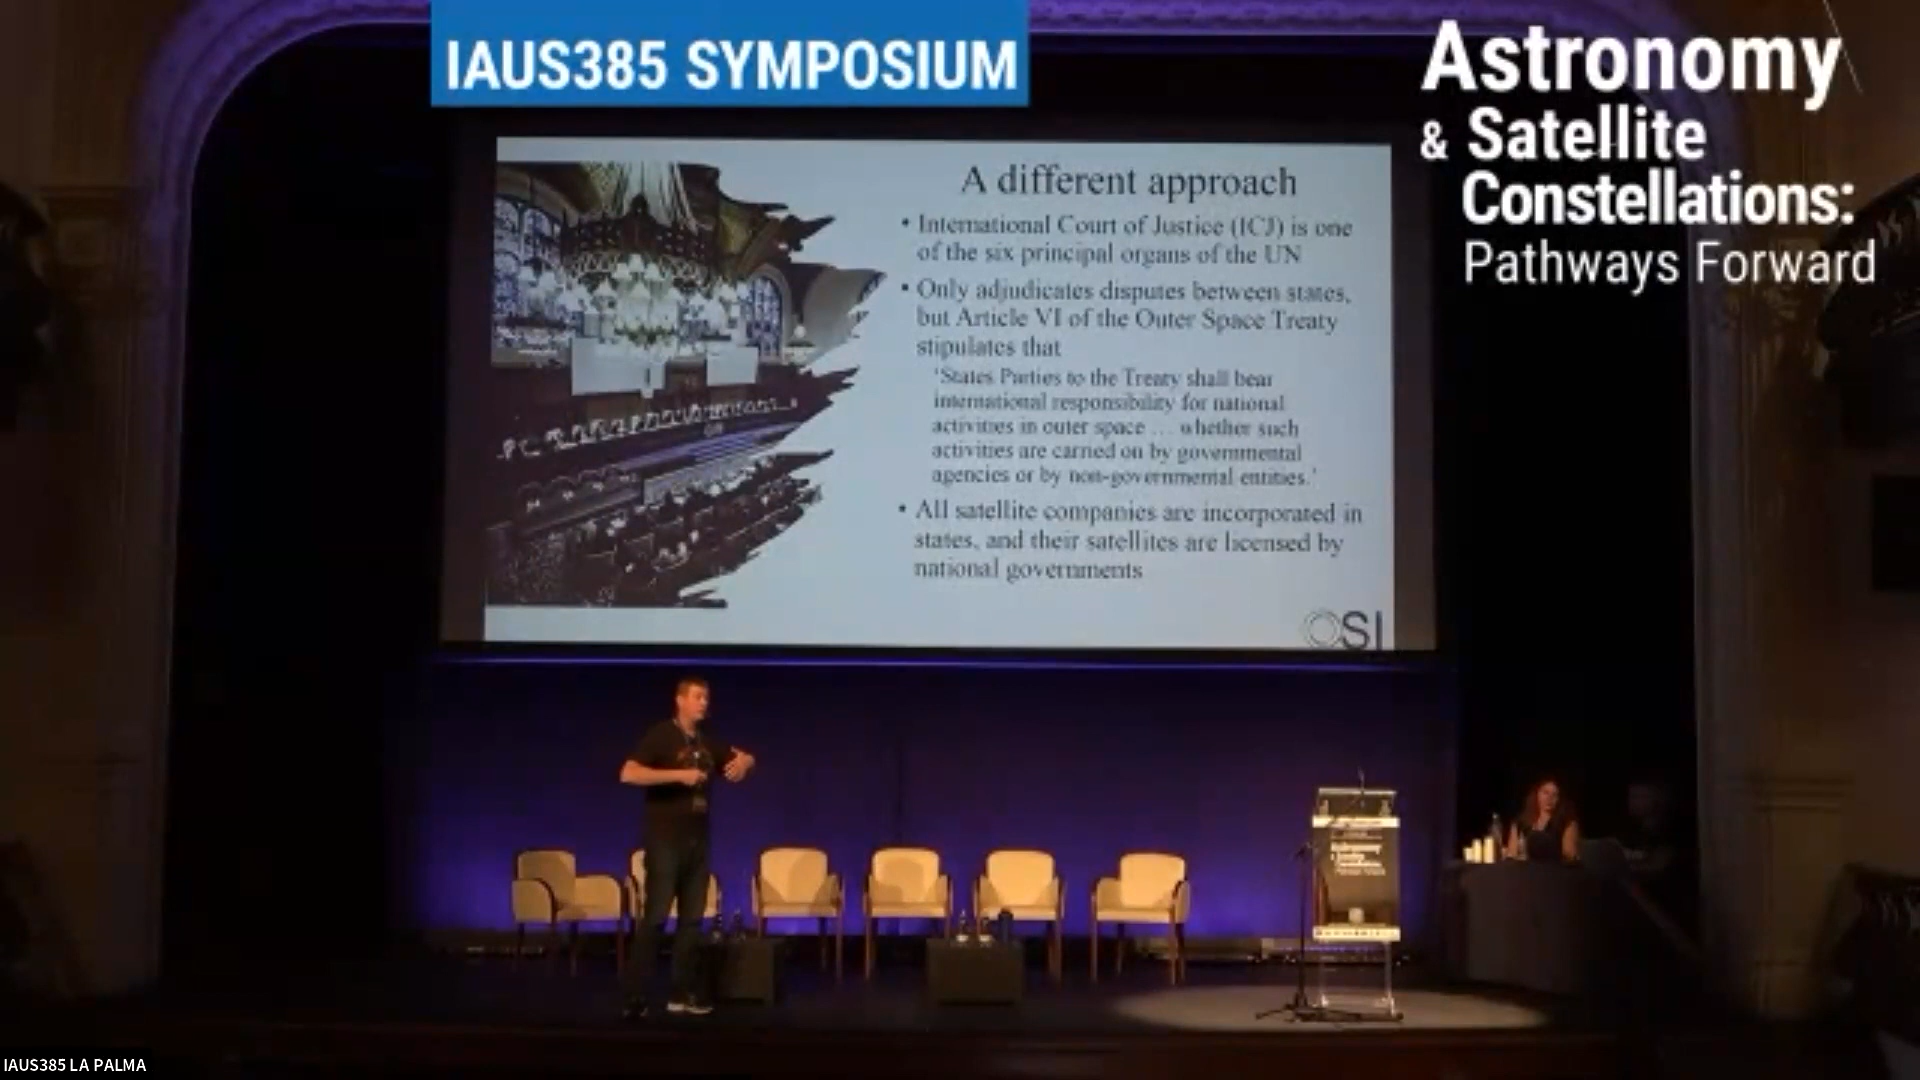 IAUS385 SYMPOSIUM
Astronomy
& Satellite
Constellations:
Pathways Forward
A different approach
• International Court of Justice (ICJ) is one
of the six principal organs of the UN
• Only adjudicates disputes between states,
but Article VI of the Outer Space Treaty
stipulates that
'States Parties to the Treaty shall bear
international responsibility for national
activities in outer space … whether such
activities are carried on by governmental
agencies or by non-governmental entities.'
• All satellite companies are incorporated in
states, and their satellites are licensed by
national governments
OSI
Astronomy
IAUS385 LA PALMA